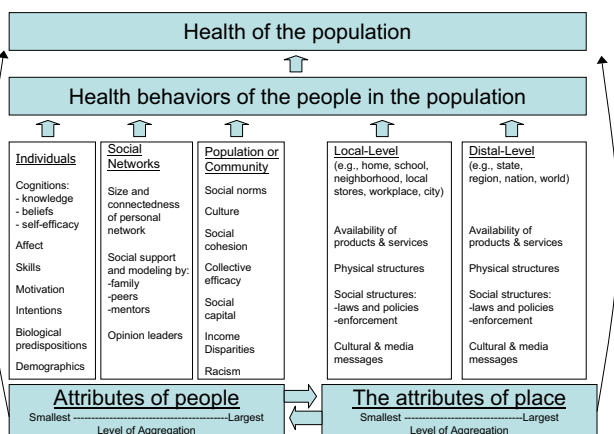 Health of the population
Health behaviors of the people in the population
Individuals
Cognitions:
- knowledge
- beliefs
- self-efficacy
Affect
Skills
Motivation
Intentions
Biological
predispositions
Demographics
Social
Networks
Size and
connectedness
of personal
network
Social support
and modeling by:
-family
-peers
-mentors
Opinion leaders
Population or
Community
Social norms
Culture
Social
cohesion
Collective
efficacy
Social
capital
Income
Disparities
Racism
Local-Level
(e.g., home, school,
neighborhood, local
stores, workplace, city)
Availability of
products & services
Physical structures
Social structures:
-laws and policies
-enforcement
Cultural & media
messages
Distal-Level
(e.g., state,
region, nation, world)
Availability of
products & services
Physical structures
Social structures:
-laws and policies
-enforcement
Cultural & media
messages
Attributes of people
Smallest ----------------------------------------Largest
Level of Aggregation
The attributes of place
Smallest ----------------------------------------Largest
Level of Aggregation